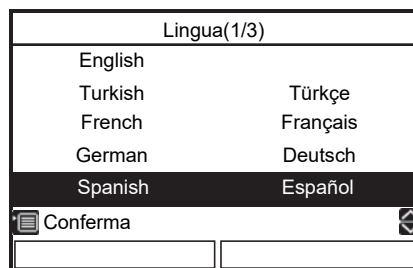 Lingua(1/3)
English
Turkish Türkçe
French Français
German Deutsch
Spanish Español
Conferma